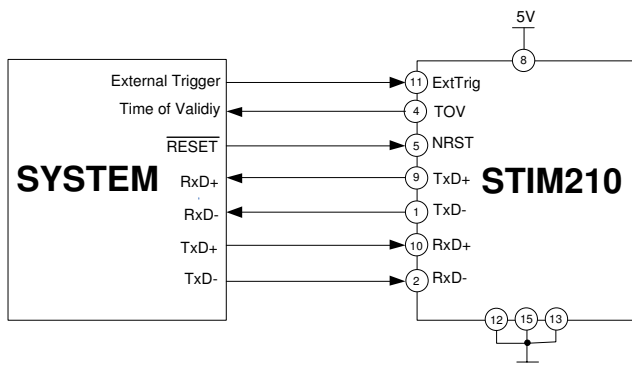 5V
8
External Trigger
11 ExtTrig
Time of Validiy
4 TOV
RESET
5 NRST
SYSTEM
STIM210
RxD+
9 TxD+
RxD-
1 TxD-
TxD+
10 RxD+
TxD-
2 RxD-
12 15 13